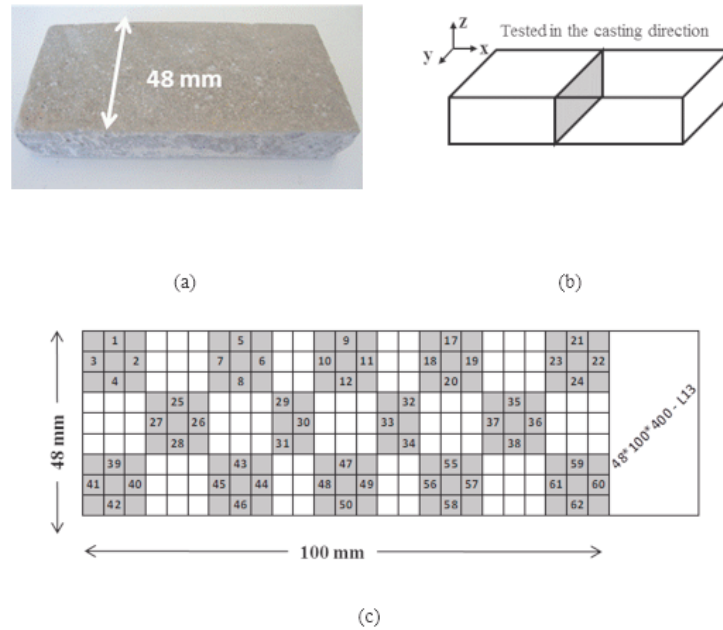 48 mm
z
x
y
Tested in the casting direction
(a)
(b)
1 5 9 17 21
3 2 7 6 10 11 18 19 23 22
4 8 12 20 24
25 29 32 35
27 26 30 33 37 36
28 31 34 38
39 43 47 55 59
41 40 45 44 48 49 56 57 61 60
42 46 50 58 62
48 mm
48*100*400 - L13
100 mm
(c)